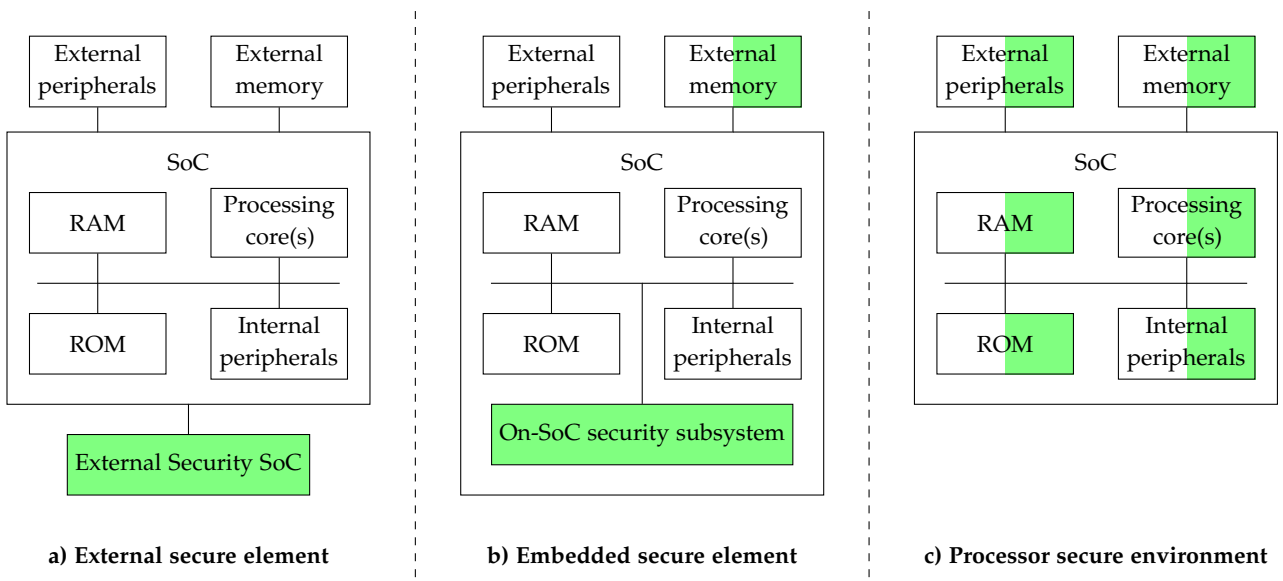 External
peripherals
External
memory
SoC
RAM
Processing
core(s)
ROM
Internal
peripherals
External Security SoC
a) External secure element
External
peripherals
External
memory
SoC
RAM
Processing
core(s)
ROM
Internal
peripherals
On-SoC security subsystem
b) Embedded secure element
External
peripherals
External
memory
SoC
RAM
Processing
core(s)
ROM
Internal
peripherals
c) Processor secure environment